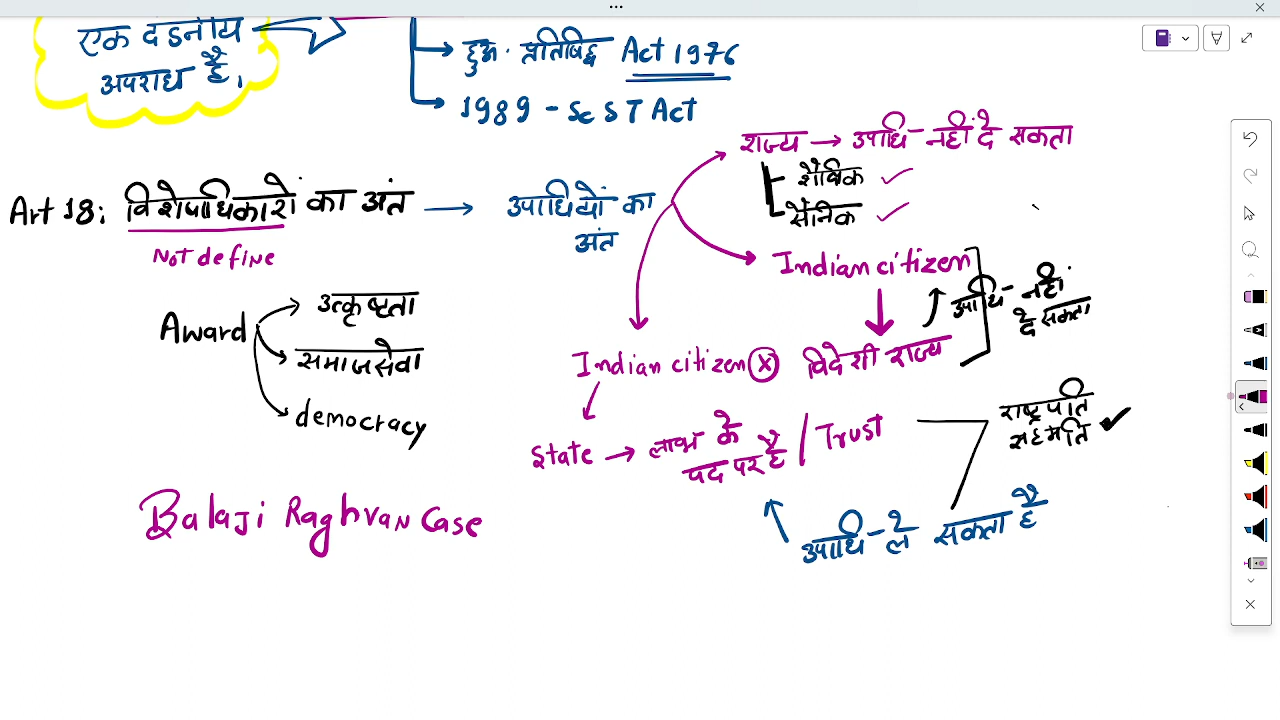 एक दडनीय
अपराध है.
छुआ. प्रतिषिद्ध Act 1976
1989 - Sc S T Act
राज्य → उपाधि - नहीं दे सकता
शैक्षिक ✓
सैनिक ✓
Art 18: विशेषाधिकारो का अंत → उपाधियों का
अंत
Not define
Indian citizen
उपाधि - नहीं
दे सकता
Award
उत्कृष्टता
समाजसेवा
democracy
Indian citizen ⓧ विदेशी राज्य
State → लाभ के
पद पर है / Trust
राष्ट्रपति
सहमति ✓
उपाधि - ले सकता है
Balaji Raghvan Case